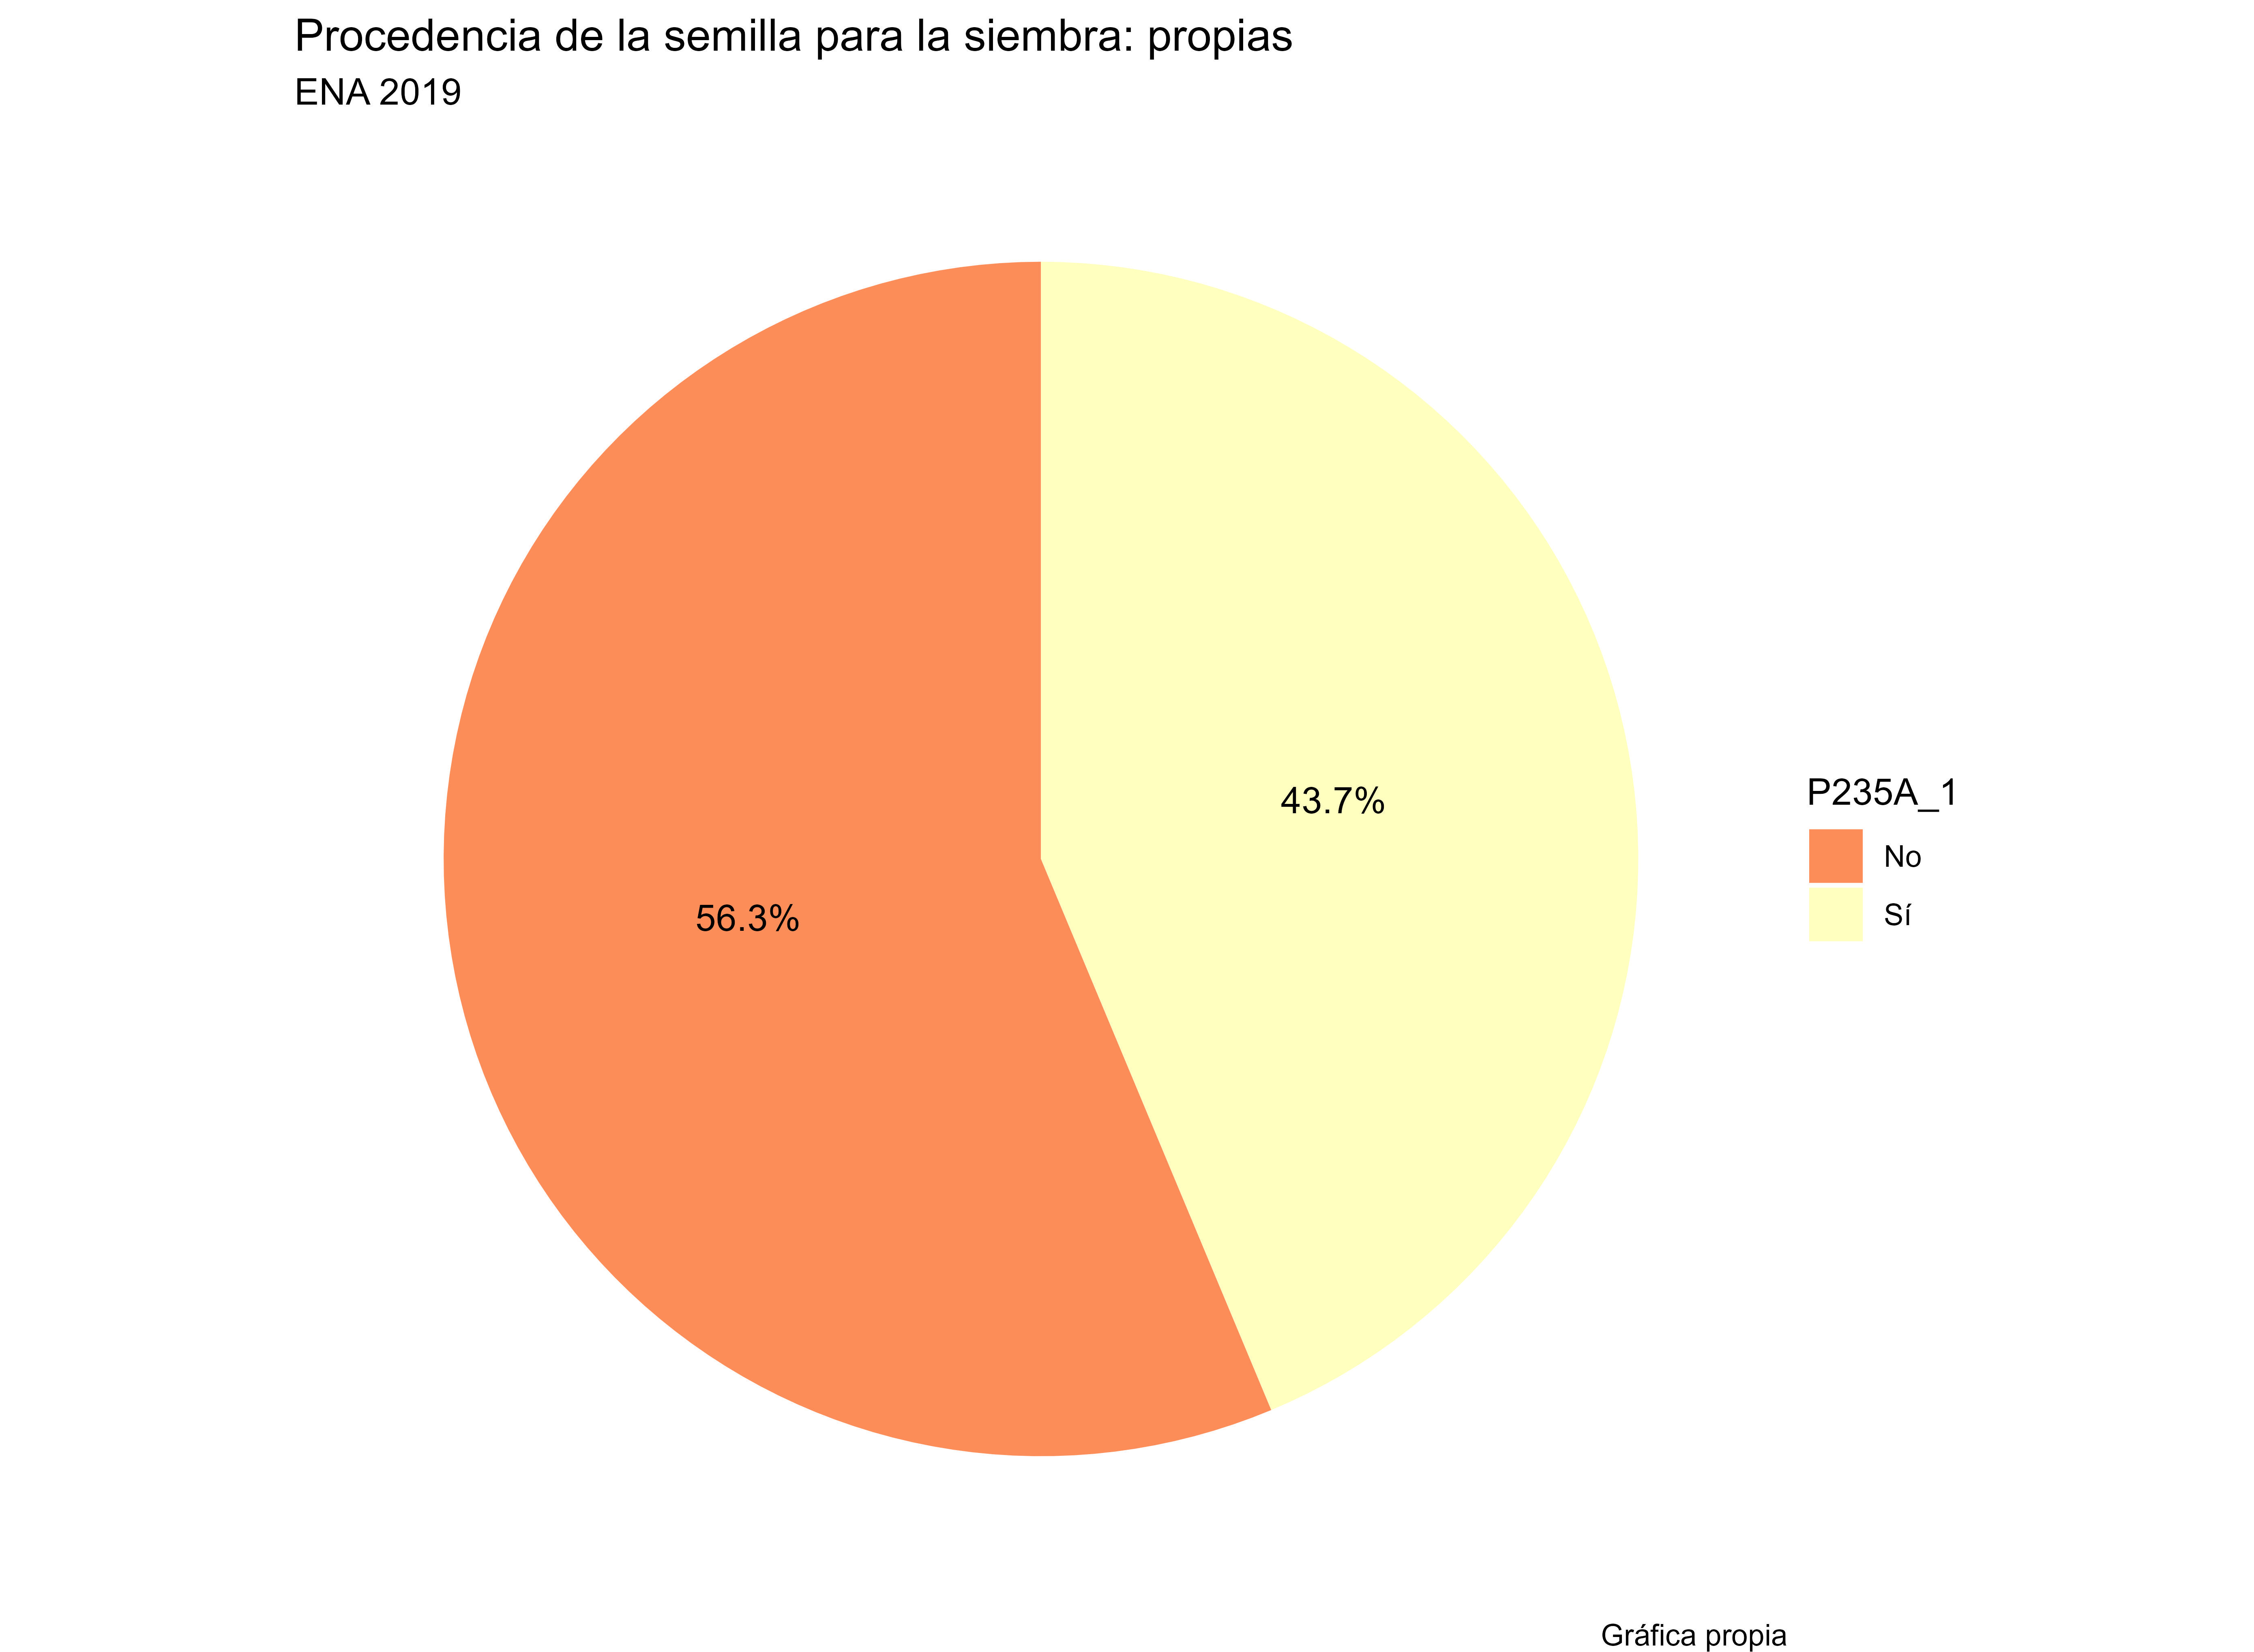 Procedencia de la semilla para la siembra: propias
ENA 2019
43.7%
56.3%
P235A_1
No
Sí
Gráfica propia